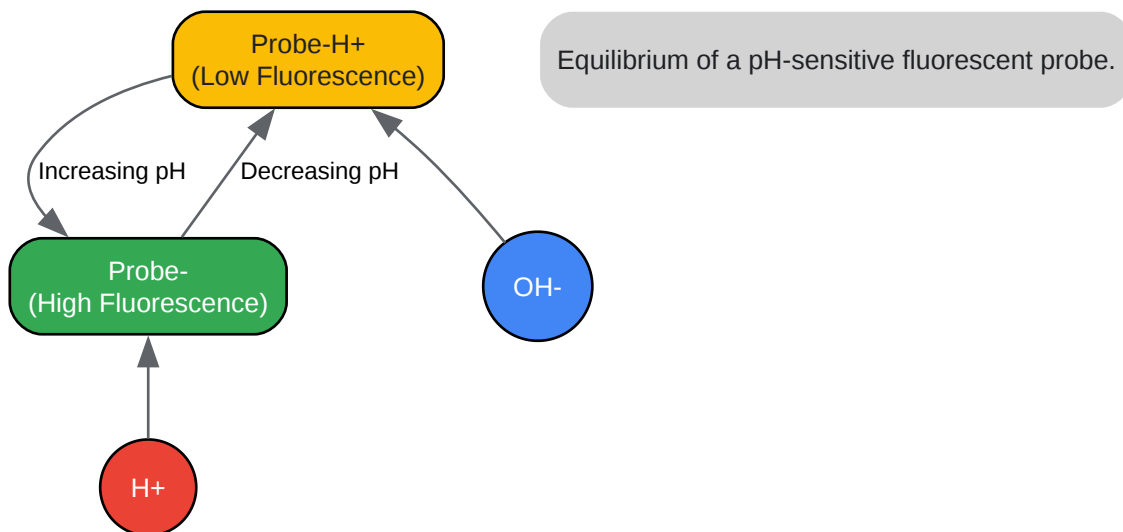 Probe-H+
(Low Fluorescence)
Equilibrium of a pH-sensitive fluorescent probe.
Increasing pH
Decreasing pH
Probe-
(High Fluorescence)
OH-
H+